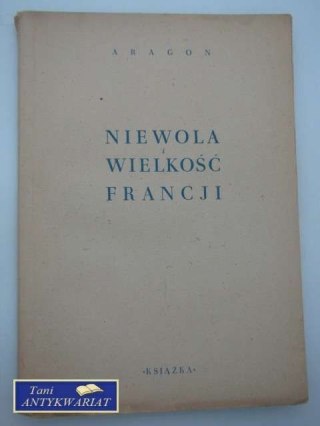 ARAGON
NIEWOLA
i
WIELKOŚĆ
FRANCJI
«KSIĄŻKA»
Tani
ANTYKWARIAT